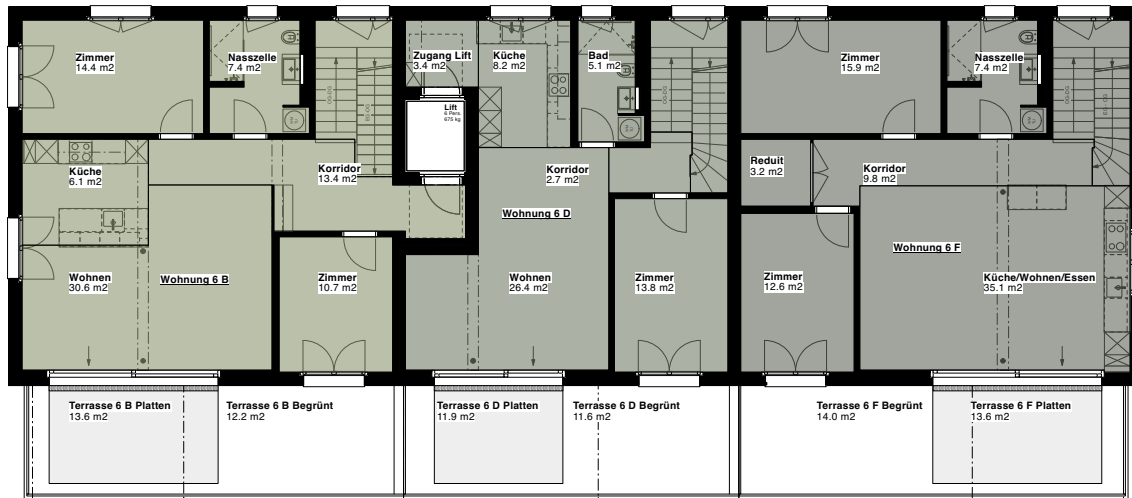 Zimmer
14.4 m2
Nasszelle
7.4 m2
Zugang Lift
3.4 m2
Küche
8.2 m2
Bad
5.1 m2
Zimmer
15.9 m2
Nasszelle
7.4 m2
Lift
6 Pers.
675 kg
Küche
6.1 m2
Korridor
13.4 m2
Korridor
2.7 m2
Reduit
3.2 m2
Korridor
9.8 m2
Wohnung 6 D
Wohnung 6 F
Wohnen
30.6 m2
Wohnung 6 B
Zimmer
10.7 m2
Wohnen
26.4 m2
Zimmer
13.8 m2
Zimmer
12.6 m2
Küche/Wohnen/Essen
35.1 m2
Terrasse 6 B Platten
13.6 m2
Terrasse 6 B Begrünt
12.2 m2
Terrasse 6 D Platten
11.9 m2
Terrasse 6 D Begrünt
11.6 m2
Terrasse 6 F Begrünt
14.0 m2
Terrasse 6 F Platten
13.6 m2